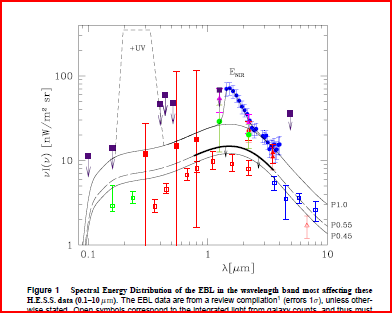 +UV
E_NIR
νI(ν) [nW/m² sr]
100
10
1
P1.0
P0.55
P0.45
0.1
1
10
λ[μm]
Figure 1 Spectral Energy Distribution of the EBL in the wavelength band most affecting these
H.E.S.S. data (0.1–10 μm). The EBL data are from a review compilation¹ (errors 1σ), unless other-
wise stated. Open symbols correspond to the integrated light from galaxy counts, and thus must